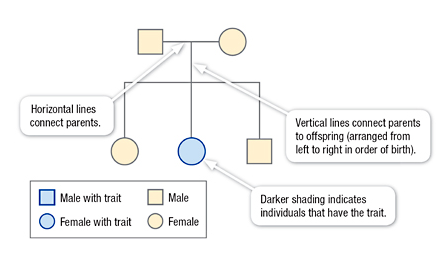 Horizontal lines
connect parents.
Vertical lines connect parents
to offspring (arranged from
left to right in order of birth).
Darker shading indicates
individuals that have the trait.
Male with trait
Male
Female with trait
Female